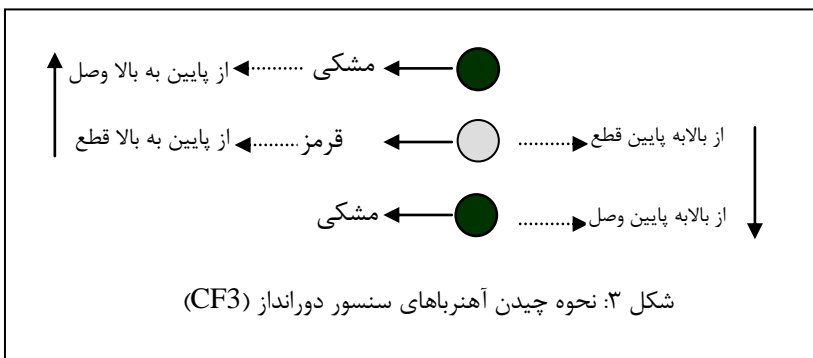 مشکی .......... از پایین به بالا وصل
از بالابه پایین قطع ........... قرمز ......... از پایین به بالا قطع
از بالابه پایین وصل ........... مشکی
شکل ۳: نحوه چیدن آهنرباهای سنسور دورانداز (CF3)